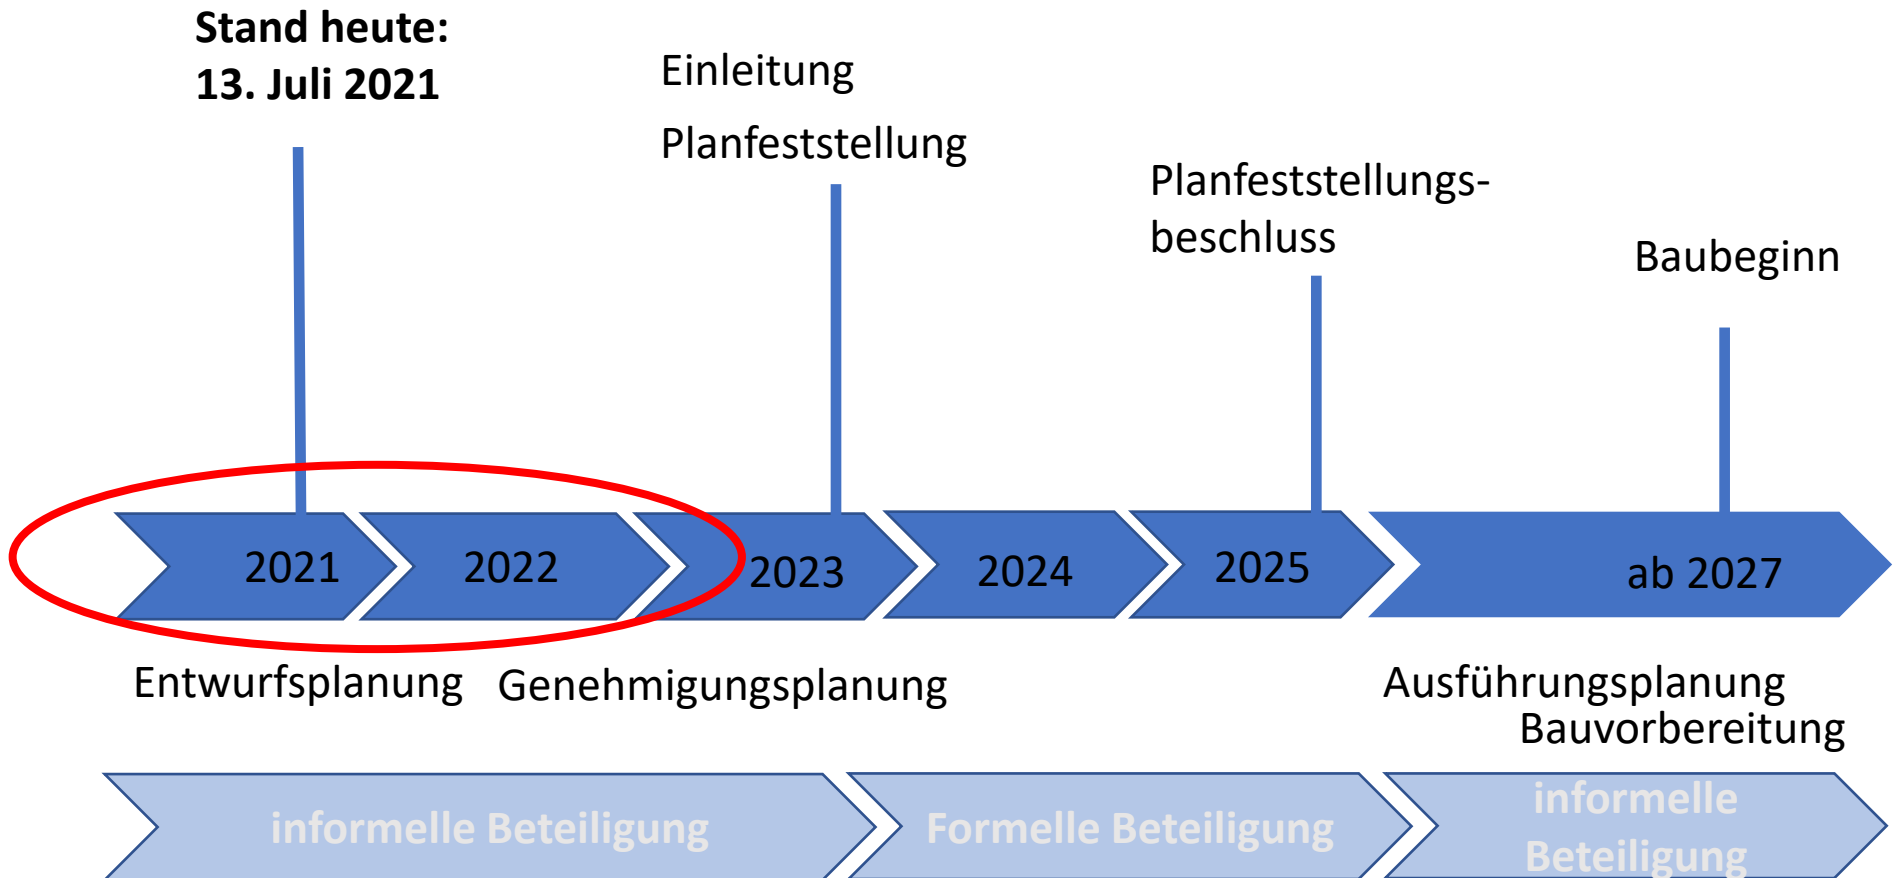 Stand heute:
13. Juli 2021
Einleitung
Planfeststellung
Planfeststellungs-
beschluss
Baubeginn
2021
2022
2023
2024
2025
ab 2027
Entwurfsplanung
Genehmigungsplanung
Ausführungsplanung
Bauvorbereitung
informelle Beteiligung
Formelle Beteiligung
informelle
Beteiligung